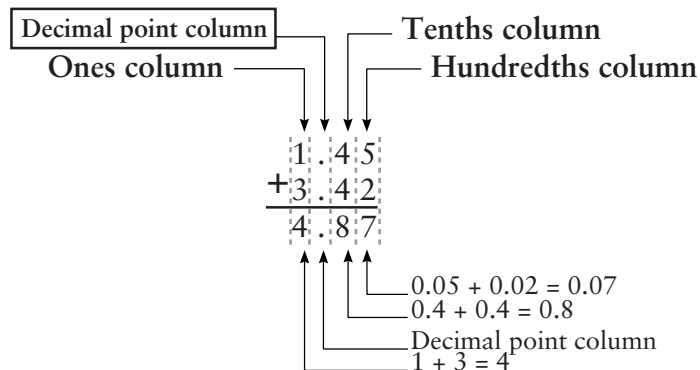 Decimal point column
Tenths column
Ones column
Hundredths column
1.45
+3.42
4.87
0.05 + 0.02 = 0.07
0.4 + 0.4 = 0.8
Decimal point column
1 + 3 = 4